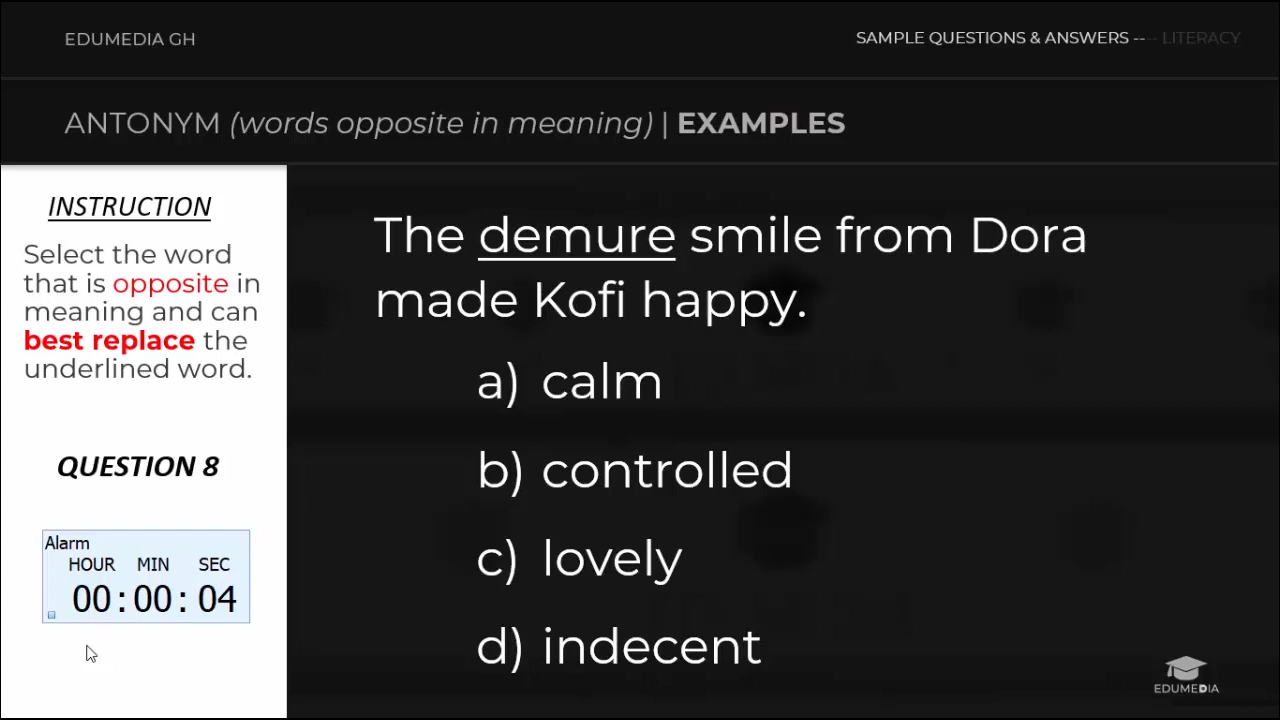 EDUMEDIA GH
SAMPLE QUESTIONS & ANSWERS ---- LITERACY
ANTONYM (words opposite in meaning) | EXAMPLES
INSTRUCTION
Select the word
that is opposite in
meaning and can
best replace the
underlined word.
QUESTION 8
Alarm
HOUR MIN SEC
00:00:04
The demure smile from Dora
made Kofi happy.
a) calm
b) controlled
c) lovely
d) indecent
EDUMEDIA